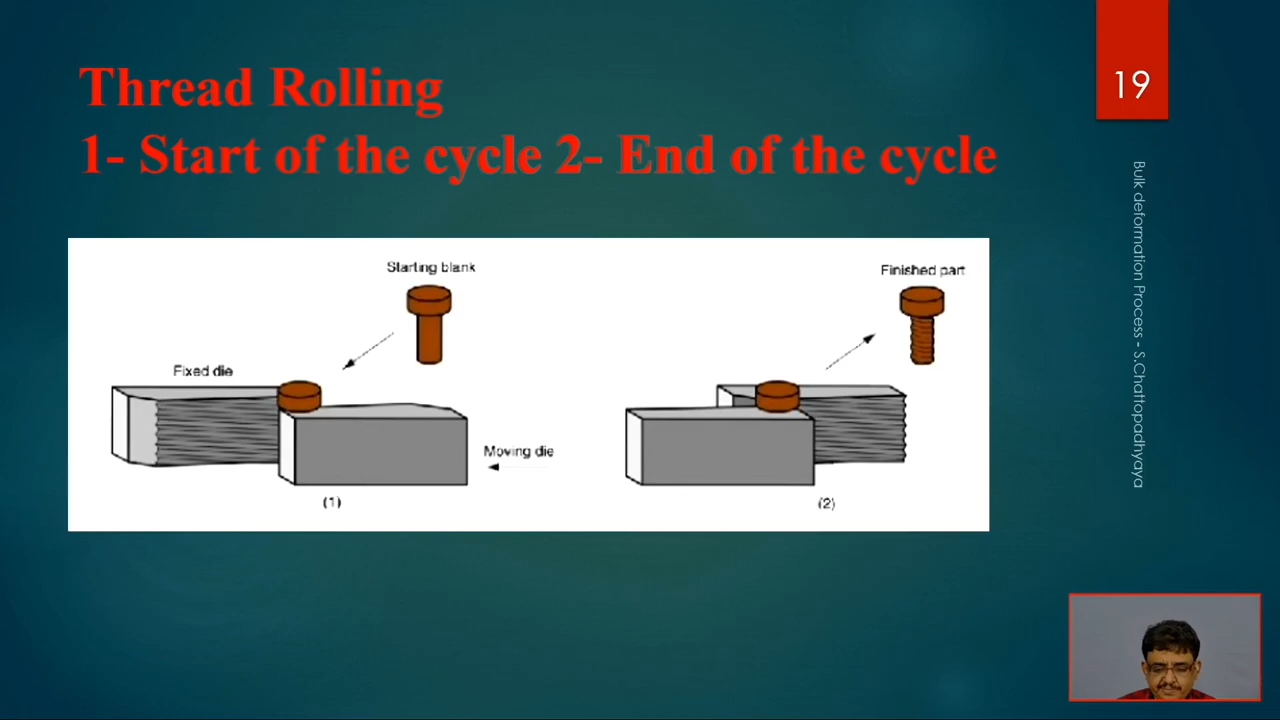 Thread Rolling
1- Start of the cycle 2- End of the cycle
19
Bulk deformation Process - S.Chattopadhyaya
Starting blank
Finished part
Fixed die
Moving die
(1)
(2)